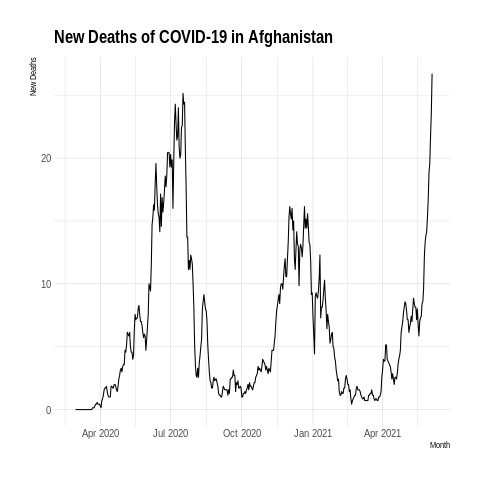 New Deaths of COVID-19 in Afghanistan
New Deaths
20
10
0
Apr 2020 Jul 2020 Oct 2020 Jan 2021 Apr 2021
Month